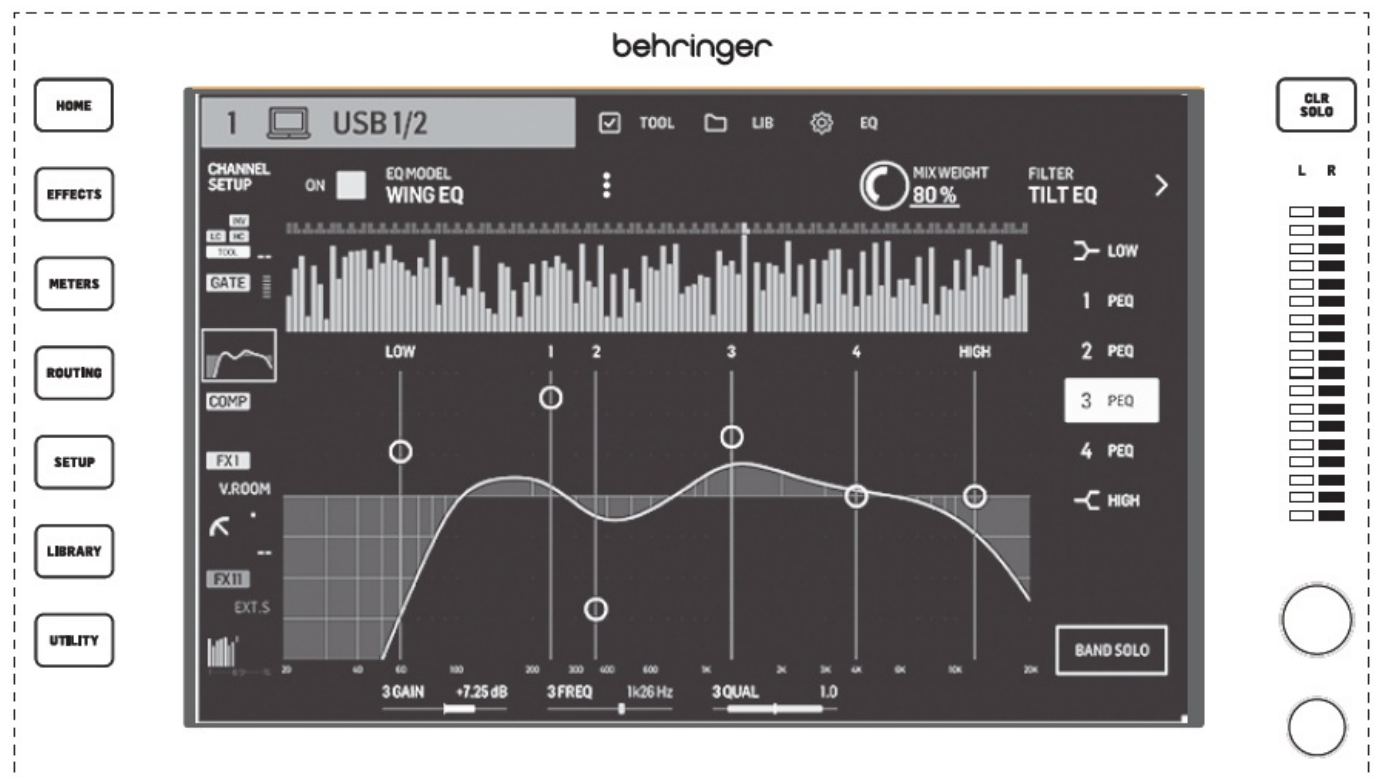 behringer
HOME
EFFECTS
METERS
ROUTING
SETUP
LIBRARY
UTILITY
1 USB 1/2
TOOL LIB EQ
CHANNEL
SETUP
ON
EQ MODEL
WING EQ
MIX WEIGHT
80 %
FILTER
TILT EQ
INV
LC HC
TOOL
--
GATE
COMP
FX1
V.ROOM
--
FX11
EXT.S
LOW 1 2 3 4 HIGH
20 40 60 100 200 300 400 600 1K 2K 3K 4K 6K 10K 20K
3 GAIN +7.25 dB 3 FREQ 1k26 Hz 3 QUAL 1.0
LOW
1 PEQ
2 PEQ
3 PEQ
4 PEQ
HIGH
BAND SOLO
CLR
SOLO
L R